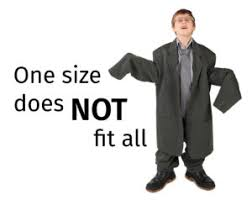 One size
does NOT
fit all